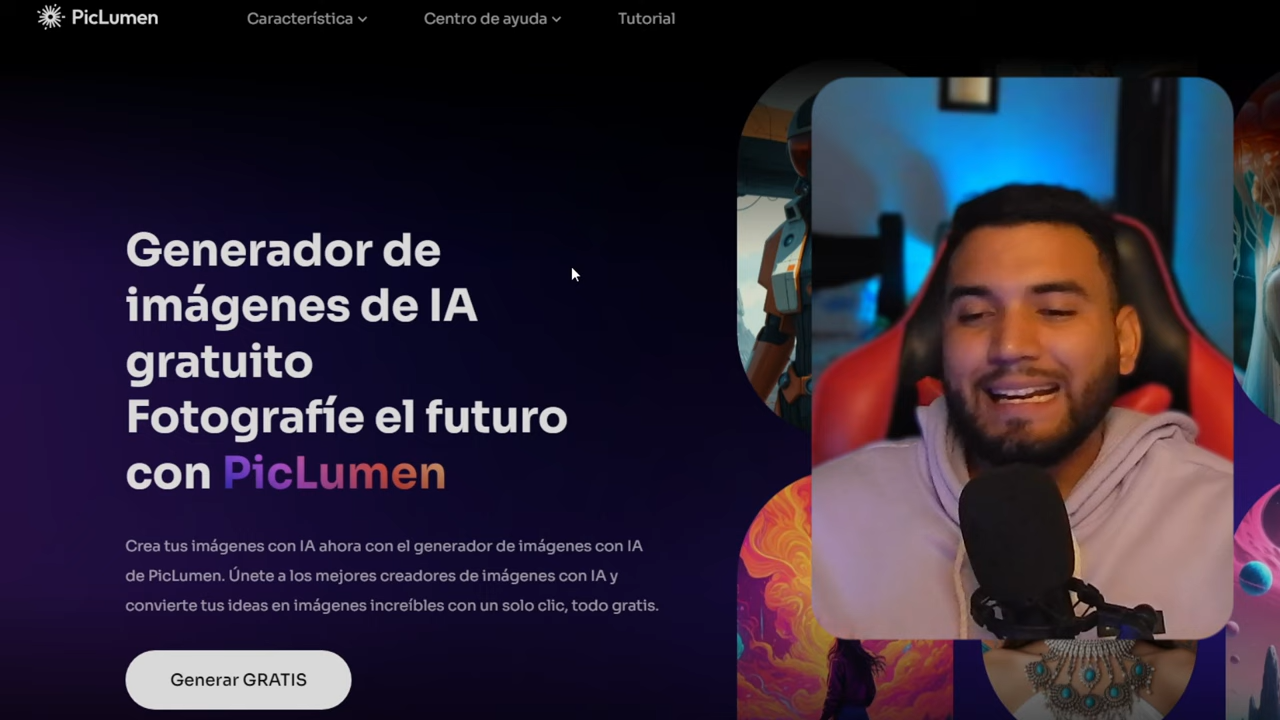 PicLumen
Característica
Centro de ayuda
Tutorial
Generador de
imágenes de IA
gratuito
Fotografíe el futuro
con PicLumen
Crea tus imágenes con IA ahora con el generador de imágenes con IA
de PicLumen. Únete a los mejores creadores de imágenes con IA y
convierte tus ideas en imágenes increíbles con un solo clic, todo gratis.
Generar GRATIS